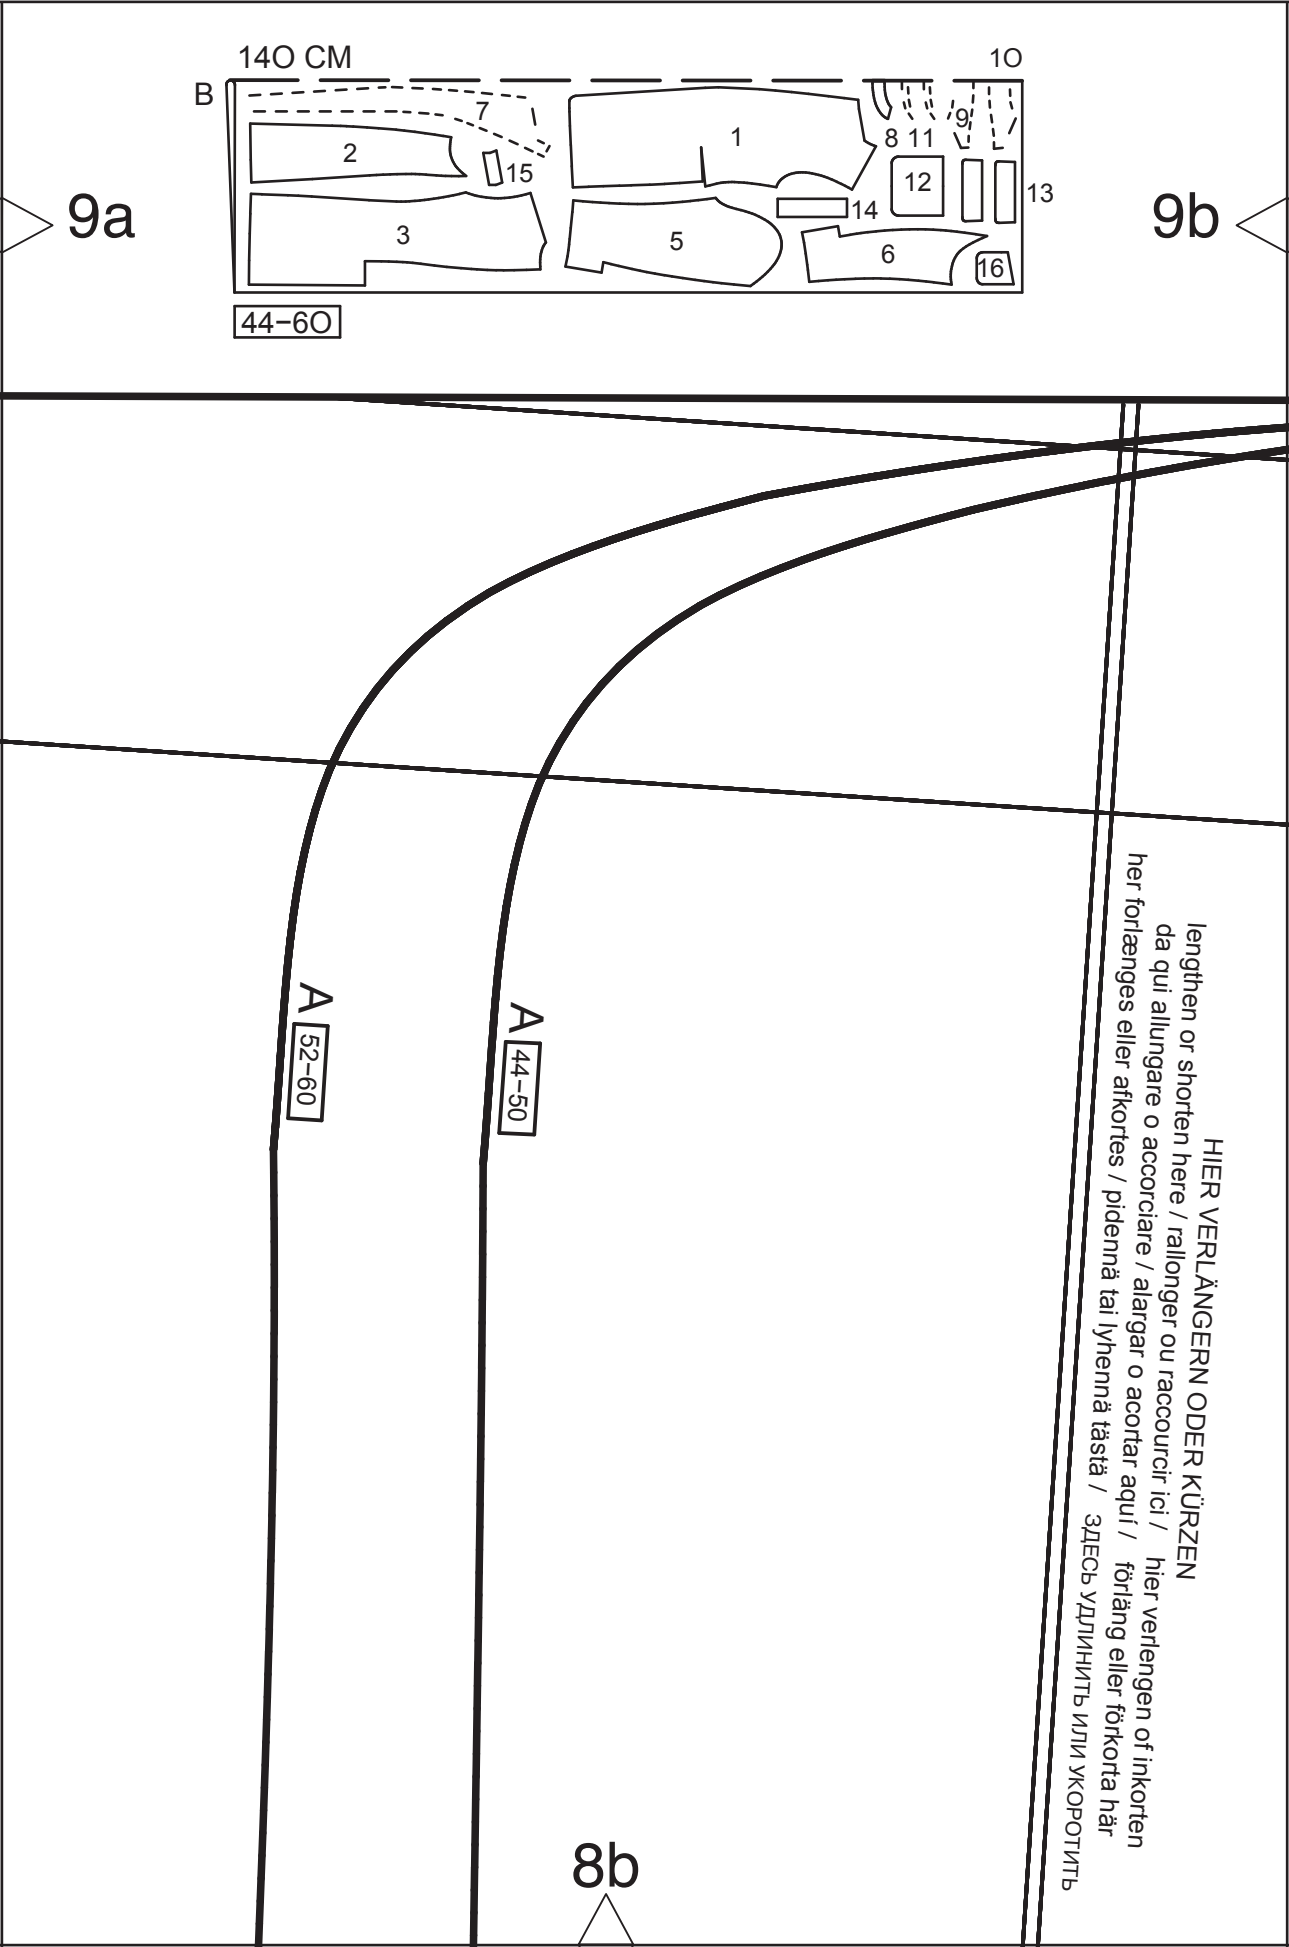 14O CM
1O
B
7
1
8 11
9
2
15
12
13
14
3
5
6
16
9a
9b
44–6O
A
52–60
A
44–50
HIER VERLÄNGERN ODER KÜRZEN
lengthen or shorten here / rallonger ou raccourcir ici / hier verlengen of inkorten
da qui allungare o accorciare / alargar o acortar aquí / förläng eller förkorta här
her forlænges eller afkortes / pidennä tai lyhennä tästä / ЗДЕСЬ УДЛИНИТЬ ИЛИ УКОРОТИТЬ
8b